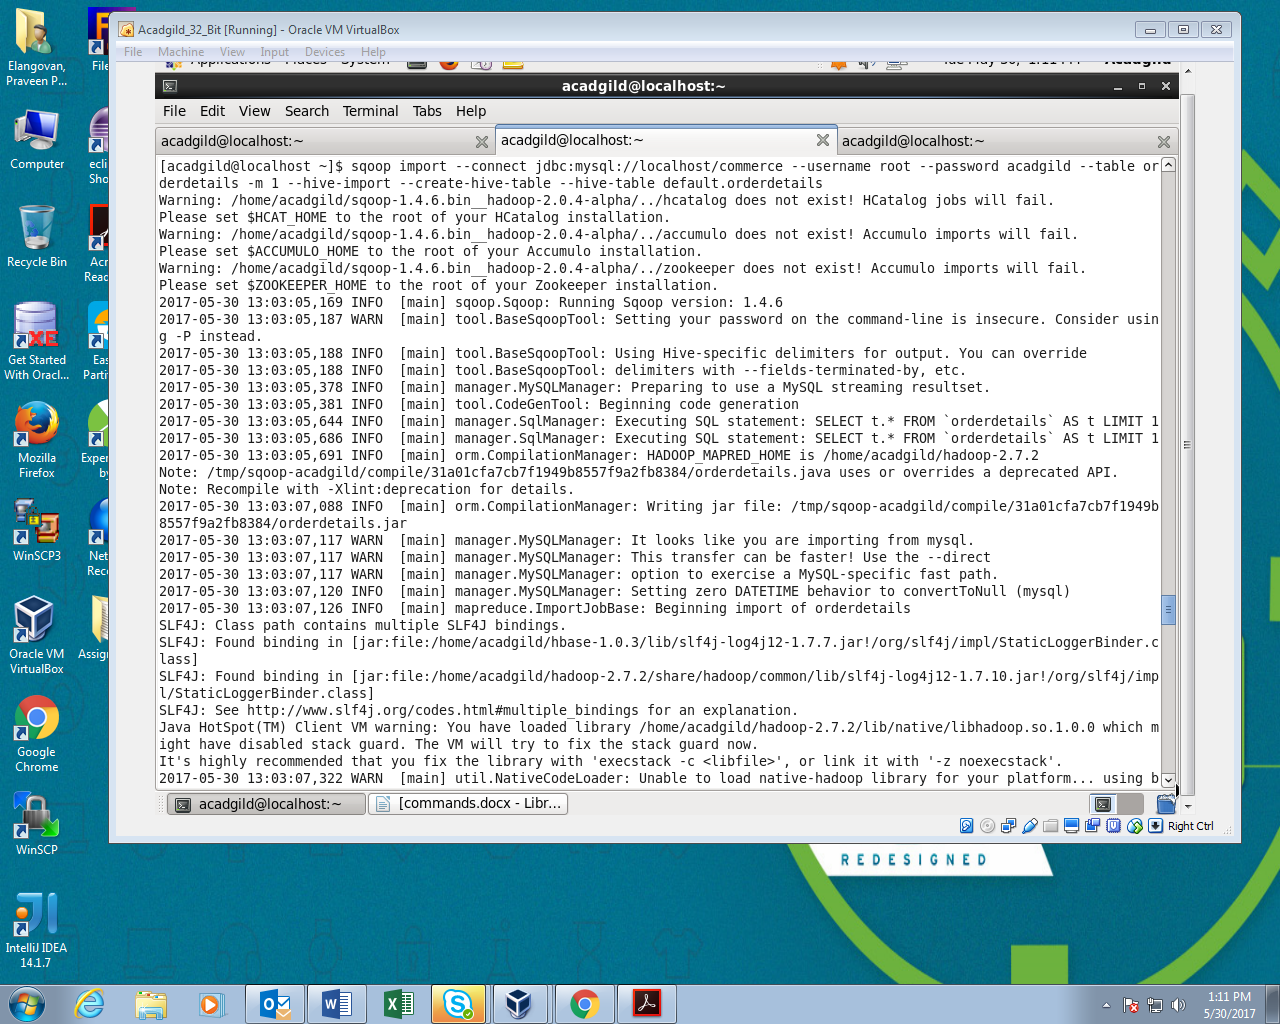 Acadgild_32_Bit [Running] - Oracle VM VirtualBox
File Machine View Input Devices Help
acadgild@localhost:~
File Edit View Search Terminal Tabs Help
acadgild@localhost:~ acadgild@localhost:~ acadgild@localhost:~
[acadgild@localhost ~]$ sqoop import --connect jdbc:mysql://localhost/commerce --username root --password acadgild --table or
derdetails -m 1 --hive-import --create-hive-table --hive-table default.orderdetails
Warning: /home/acadgild/sqoop-1.4.6.bin__hadoop-2.0.4-alpha/../hcatalog does not exist! HCatalog jobs will fail.
Please set $HCAT_HOME to the root of your HCatalog installation.
Warning: /home/acadgild/sqoop-1.4.6.bin__hadoop-2.0.4-alpha/../accumulo does not exist! Accumulo imports will fail.
Please set $ACCUMULO_HOME to the root of your Accumulo installation.
Warning: /home/acadgild/sqoop-1.4.6.bin__hadoop-2.0.4-alpha/../zookeeper does not exist! Accumulo imports will fail.
Please set $ZOOKEEPER_HOME to the root of your Zookeeper installation.
2017-05-30 13:03:05,169 INFO  [main] sqoop.Sqoop: Running Sqoop version: 1.4.6
2017-05-30 13:03:05,187 WARN  [main] tool.BaseSqoopTool: Setting your password on the command-line is insecure. Consider usin
g -P instead.
2017-05-30 13:03:05,188 INFO  [main] tool.BaseSqoopTool: Using Hive-specific delimiters for output. You can override
2017-05-30 13:03:05,188 INFO  [main] tool.BaseSqoopTool: delimiters with --fields-terminated-by, etc.
2017-05-30 13:03:05,378 INFO  [main] manager.MySQLManager: Preparing to use a MySQL streaming resultset.
2017-05-30 13:03:05,381 INFO  [main] tool.CodeGenTool: Beginning code generation
2017-05-30 13:03:05,644 INFO  [main] manager.SqlManager: Executing SQL statement: SELECT t.* FROM `orderdetails` AS t LIMIT 1
2017-05-30 13:03:05,686 INFO  [main] manager.SqlManager: Executing SQL statement: SELECT t.* FROM `orderdetails` AS t LIMIT 1
2017-05-30 13:03:05,691 INFO  [main] orm.CompilationManager: HADOOP_MAPRED_HOME is /home/acadgild/hadoop-2.7.2
Note: /tmp/sqoop-acadgild/compile/31a01cfa7cb7f1949b8557f9a2fb8384/orderdetails.java uses or overrides a deprecated API.
Note: Recompile with -Xlint:deprecation for details.
2017-05-30 13:03:07,088 INFO  [main] orm.CompilationManager: Writing jar file: /tmp/sqoop-acadgild/compile/31a01cfa7cb7f1949b
8557f9a2fb8384/orderdetails.jar
2017-05-30 13:03:07,117 WARN  [main] manager.MySQLManager: It looks like you are importing from mysql.
2017-05-30 13:03:07,117 WARN  [main] manager.MySQLManager: This transfer can be faster! Use the --direct
2017-05-30 13:03:07,117 WARN  [main] manager.MySQLManager: option to exercise a MySQL-specific fast path.
2017-05-30 13:03:07,120 INFO  [main] manager.MySQLManager: Setting zero DATETIME behavior to convertToNull (mysql)
2017-05-30 13:03:07,126 INFO  [main] mapreduce.ImportJobBase: Beginning import of orderdetails
SLF4J: Class path contains multiple SLF4J bindings.
SLF4J: Found binding in [jar:file:/home/acadgild/hbase-1.0.3/lib/slf4j-log4j12-1.7.7.jar!/org/slf4j/impl/StaticLoggerBinder.c
lass]
SLF4J: Found binding in [jar:file:/home/acadgild/hadoop-2.7.2/share/hadoop/common/lib/slf4j-log4j12-1.7.10.jar!/org/slf4j/imp
l/StaticLoggerBinder.class]
SLF4J: See http://www.slf4j.org/codes.html#multiple_bindings for an explanation.
Java HotSpot(TM) Client VM warning: You have loaded library /home/acadgild/hadoop-2.7.2/lib/native/libhadoop.so.1.0.0 which m
ight have disabled stack guard. The VM will try to fix the stack guard now.
It's highly recommended that you fix the library with 'execstack -c <libfile>', or link it with '-z noexecstack'.
2017-05-30 13:03:07,322 WARN  [main] util.NativeCodeLoader: Unable to load native-hadoop library for your platform... using b
acadgild@localhost:~ [commands.docx - Libr...
Right Ctrl
Elangovan,
Praveen P...
Computer
Recycle Bin
Get Started
With Oracl...
Mozilla
Firefox
WinSCP3
Oracle VM
VirtualBox
Google
Chrome
WinSCP
IntelliJ IDEA
14.1.7
File
ecli
Sho
Acr
Read
Eas
Partit
Exper
by
Net
Rec
Assig
REDESIGNED
1:11 PM
5/30/2017